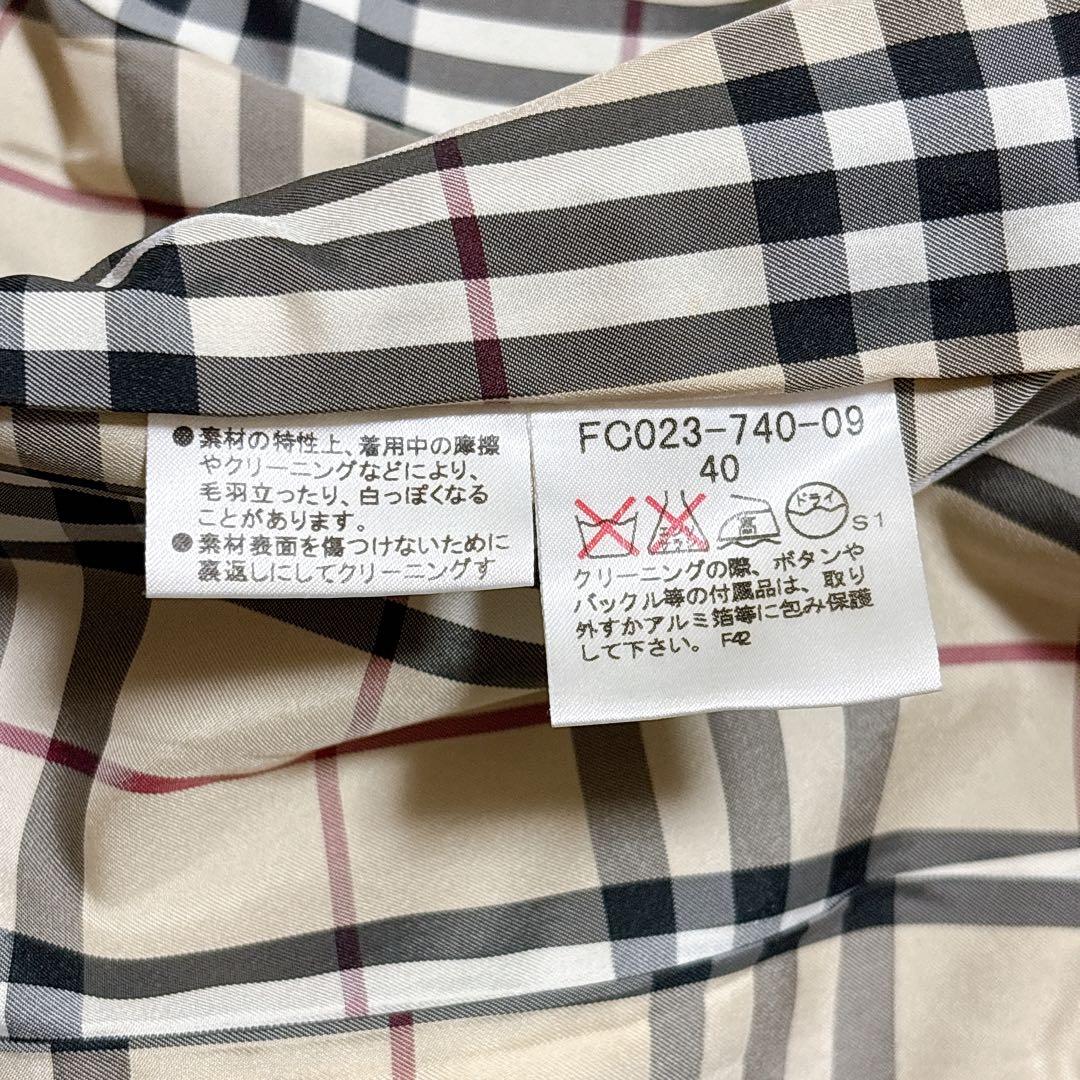 ●素材の特性上、着用中の摩擦
やクリーニングなどにより、
毛羽立ったり、白っぽくなる
ことがあります。
●素材表面を傷つけないために
裏返しにしてクリーニングす
FC023-740-09
40
ドライ
S1
クリーニングの際、ボタンや
バックル等の付属品は、取り
外すかアルミ箔等に包み保護
して下さい。 F42